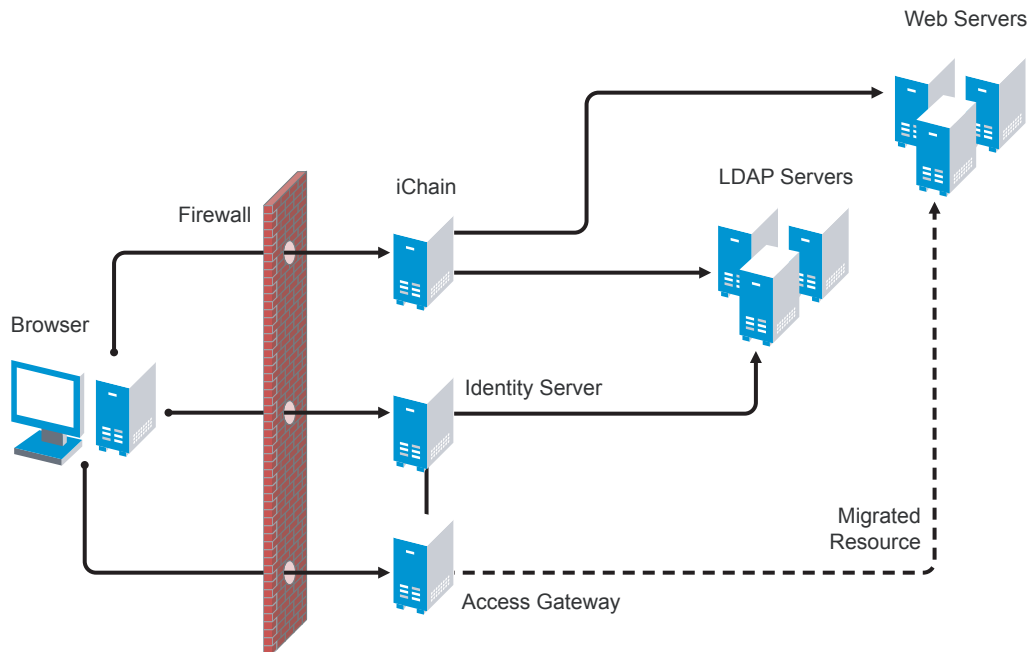 Web Servers
iChain
LDAP Servers
Firewall
Browser
Identity Server
Migrated
Resource
Access Gateway